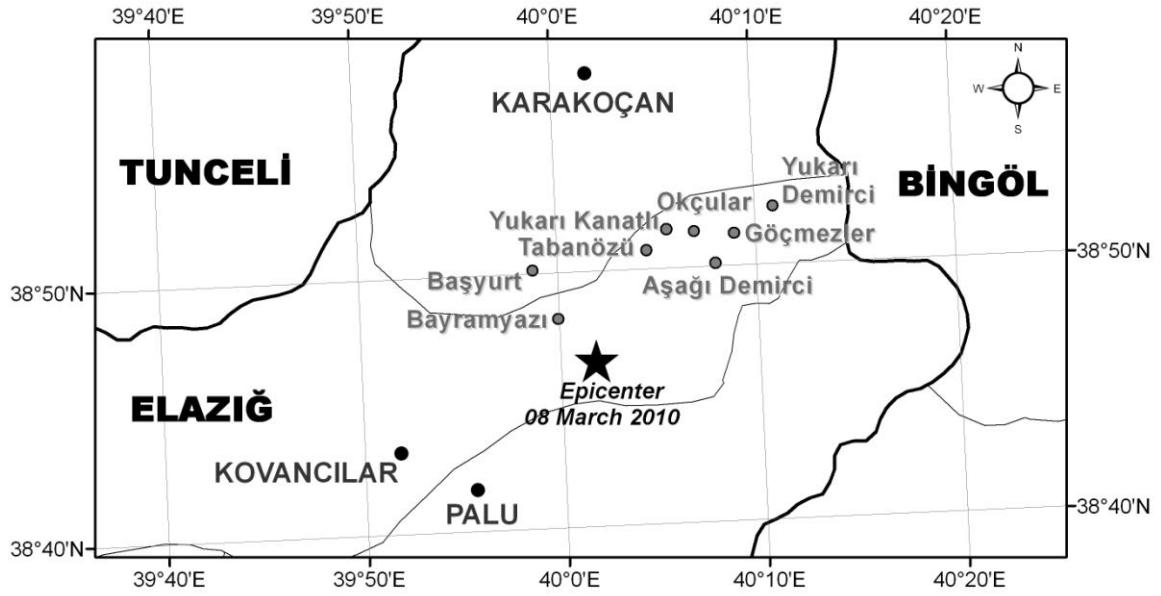 39°40'E 39°50'E 40°0'E 40°10'E 40°20'E
N
W E
S
KARAKOÇAN
TUNCELİ
BİNGÖL
Yukarı
Demirci
Okçular
Yukarı Kanatlı
Göçmezler
Tabanözü
38°50'N
Başyurt
Aşağı Demirci
38°50'N
Bayramyazı
Epicenter
08 March 2010
ELAZIĞ
KOVANCILAR
PALU
38°40'N
38°40'N
39°40'E 39°50'E 40°0'E 40°10'E 40°20'E